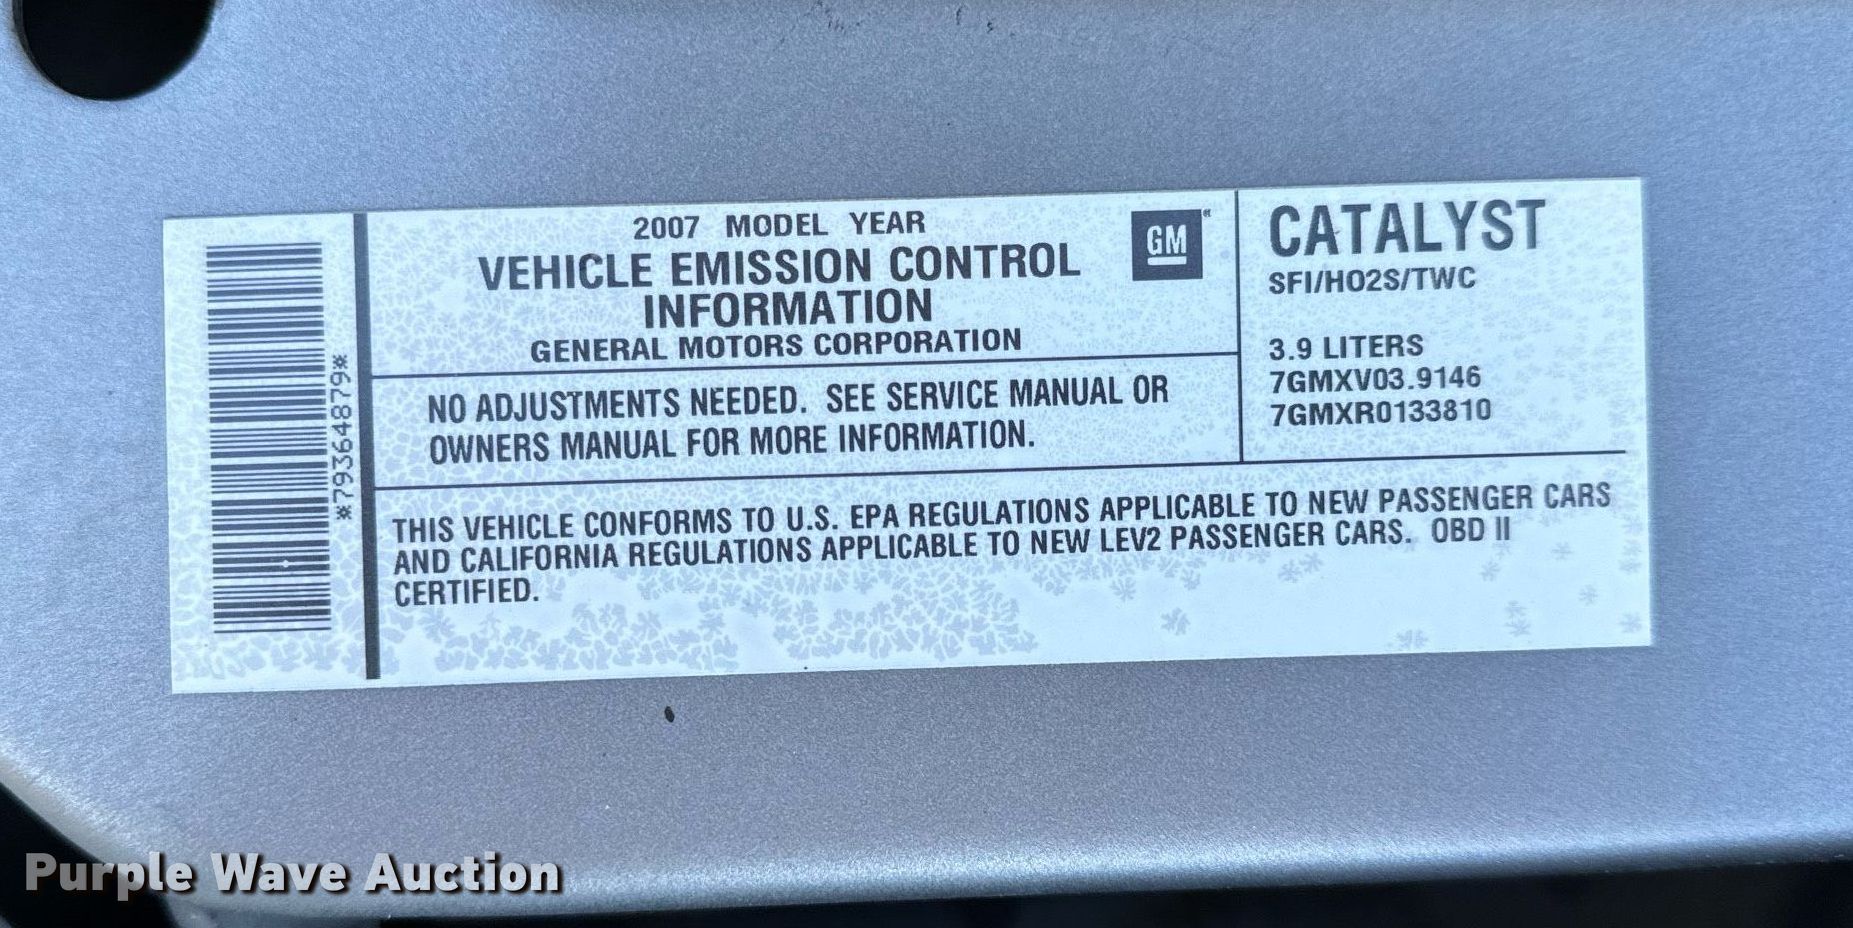 2007 MODEL YEAR
VEHICLE EMISSION CONTROL
INFORMATION
GENERAL MOTORS CORPORATION
GM
NO ADJUSTMENTS NEEDED. SEE SERVICE MANUAL OR
OWNERS MANUAL FOR MORE INFORMATION.
CATALYST
SFI/HO2S/TWC
3.9 LITERS
7GMXV03.9146
7GMXR0133810
THIS VEHICLE CONFORMS TO U.S. EPA REGULATIONS APPLICABLE TO NEW PASSENGER CARS
AND CALIFORNIA REGULATIONS APPLICABLE TO NEW LEV2 PASSENGER CARS. OBD II
CERTIFIED.
*79364879*
Purple Wave Auction